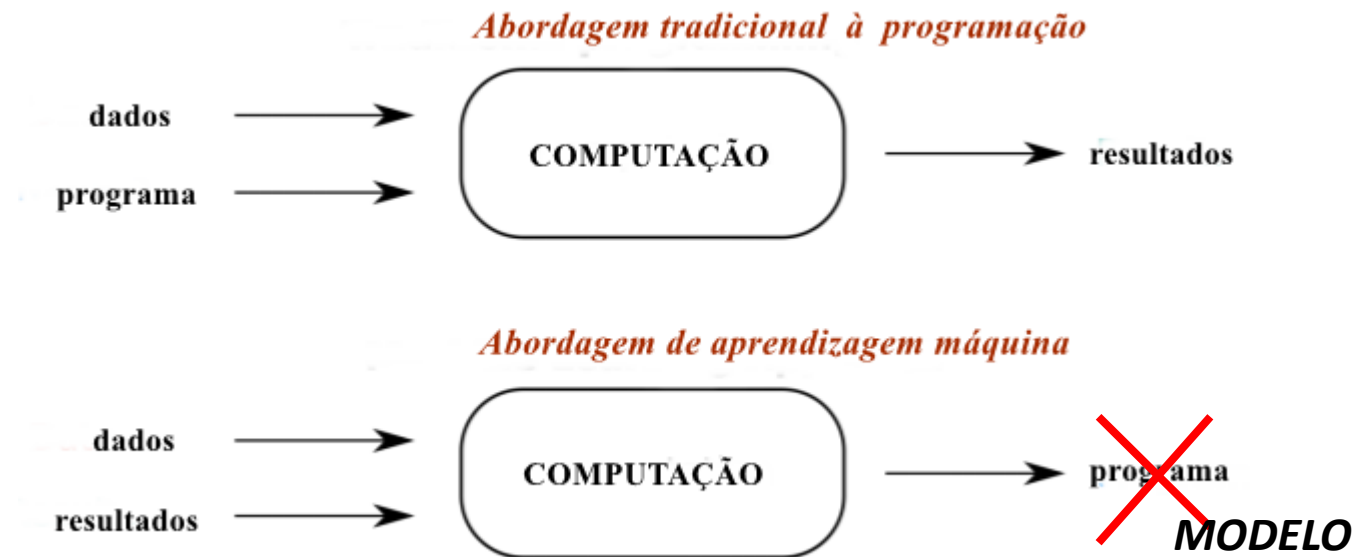 Abordagem tradicional à programação
dados
COMPUTAÇÃO
resultados
programa
Abordagem de aprendizagem máquina
dados
COMPUTAÇÃO
programa
resultados
MODELO